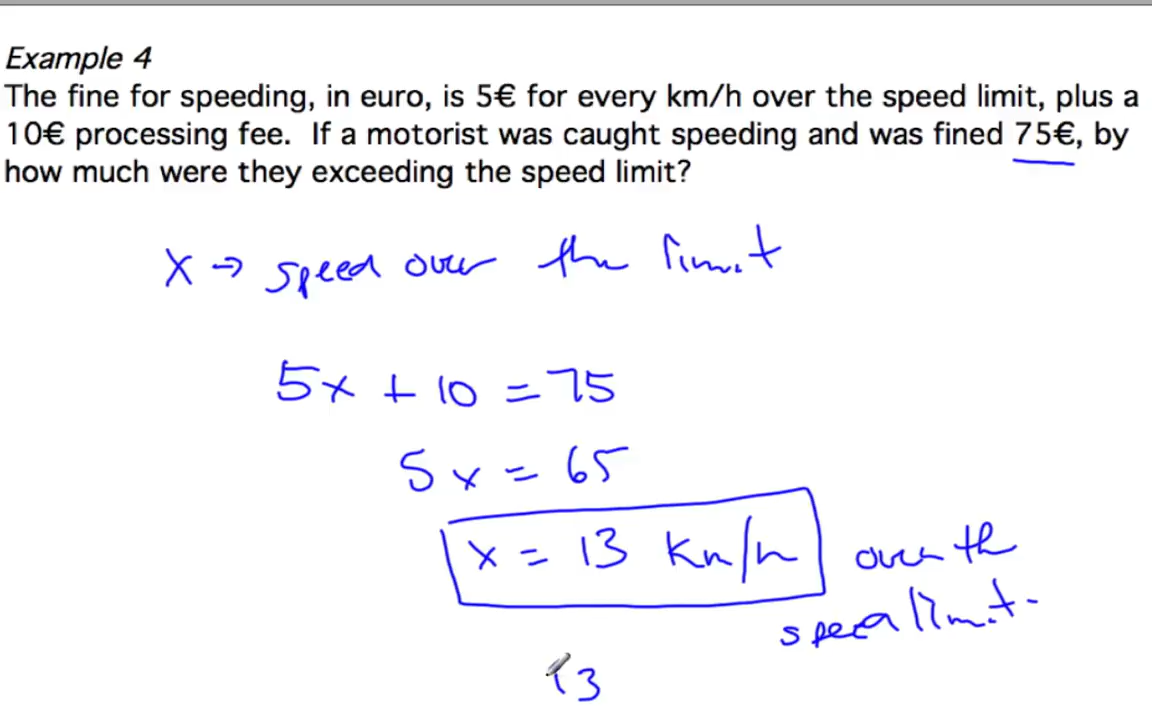 Example 4
The fine for speeding, in euro, is 5€ for every km/h over the speed limit, plus a
10€ processing fee. If a motorist was caught speeding and was fined 75€, by
how much were they exceeding the speed limit?
x → speed over the limit
5x + 10 = 75
5x = 65
x = 13 km/h over the
speed limit.
13